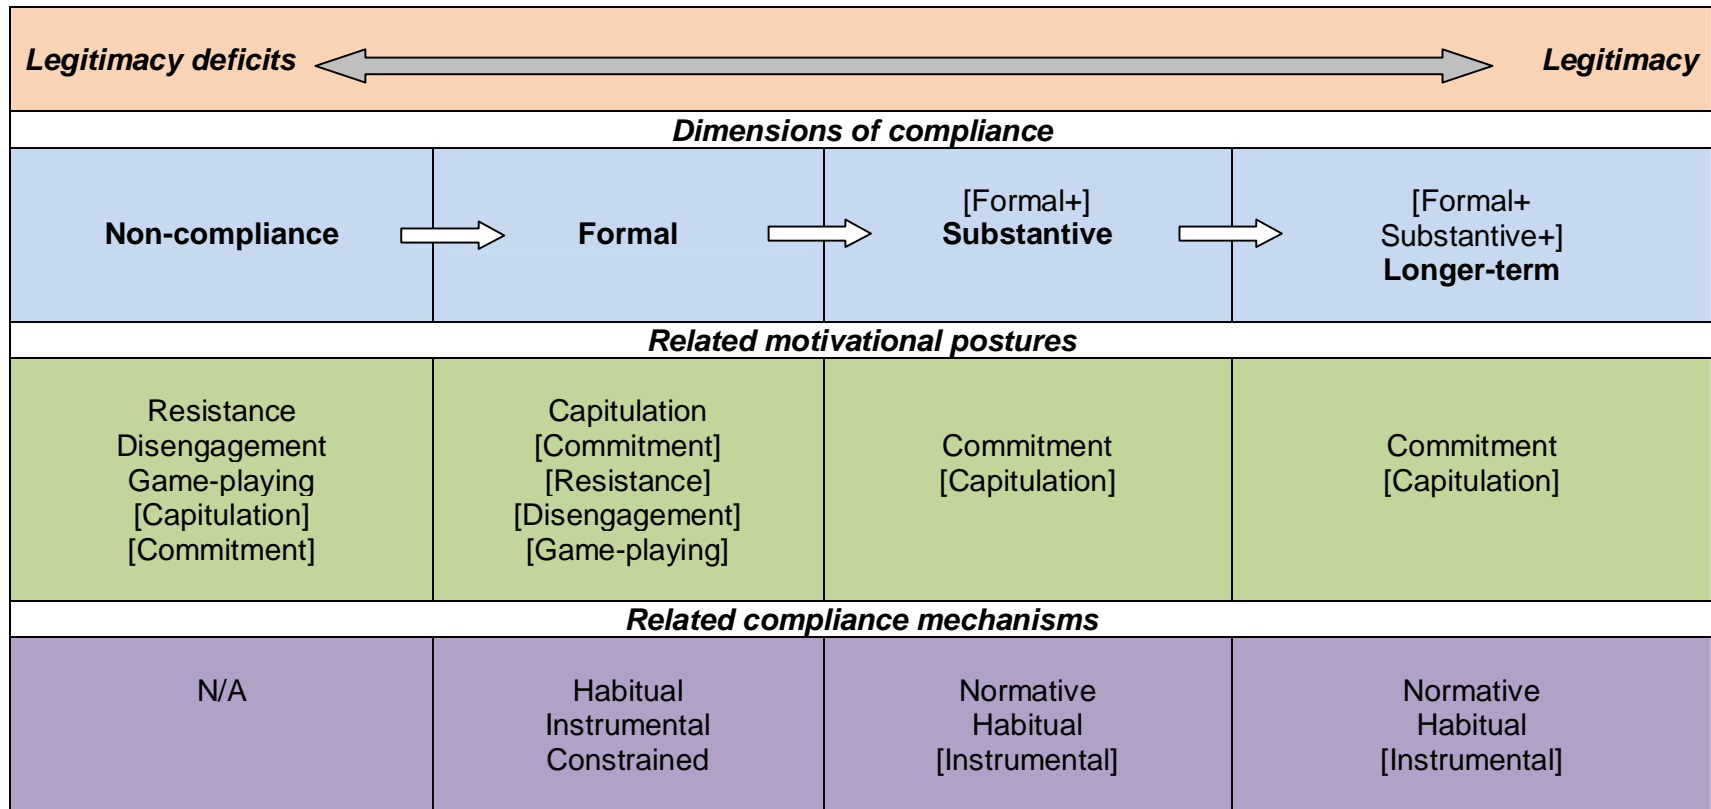 Legitimacy deficits Legitimacy
Dimensions of compliance
Non-compliance
Formal
[Formal+]
Substantive
[Formal+
Substantive+]
Longer-term
Related motivational postures
Resistance
Disengagement
Game-playing
[Capitulation]
[Commitment]
Capitulation
[Commitment]
[Resistance]
[Disengagement]
[Game-playing]
Commitment
[Capitulation]
Commitment
[Capitulation]
Related compliance mechanisms
N/A
Habitual
Instrumental
Constrained
Normative
Habitual
[Instrumental]
Normative
Habitual
[Instrumental]